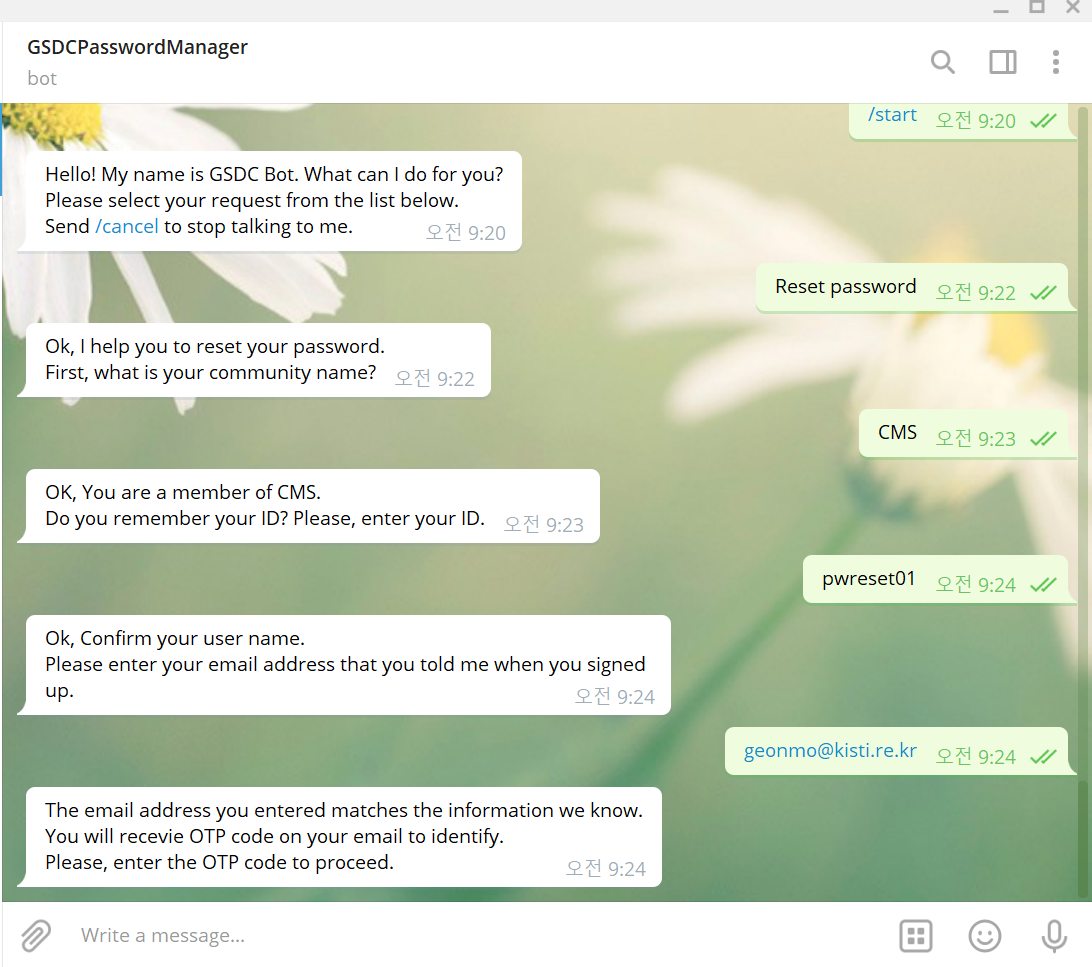 GSDCPasswordManager
bot
/start 오전 9:20
Hello! My name is GSDC Bot. What can I do for you?
Please select your request from the list below.
Send /cancel to stop talking to me. 오전 9:20
Reset password 오전 9:22
Ok, I help you to reset your password.
First, what is your community name? 오전 9:22
CMS 오전 9:23
OK, You are a member of CMS.
Do you remember your ID? Please, enter your ID. 오전 9:23
pwreset01 오전 9:24
Ok, Confirm your user name.
Please enter your email address that you told me when you signed
up. 오전 9:24
geonmo@kisti.re.kr 오전 9:24
The email address you entered matches the information we know.
You will recevie OTP code on your email to identify.
Please, enter the OTP code to proceed. 오전 9:24
Write a message...